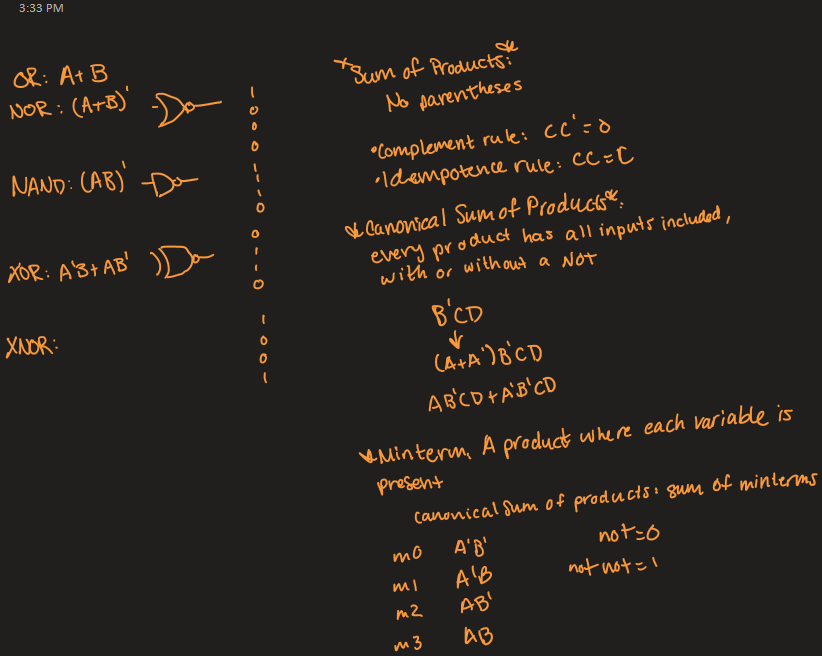 3:33 PM
OR: A+B
NOR: (A+B)'
1
0
0
0
NAND: (AB)'
1
1
1
0
XOR: A'B+AB'
0
1
1
0
XNOR:
1
0
0
1
*Sum of Products*:
No parentheses
•Complement rule: CC'=0
•Idempotence rule: CC=C
*Canonical Sum of Products*:
every product has all inputs included,
with or without a NOT
B'CD
↓
(A+A')B'CD
AB'CD+A'B'CD
*Minterm. A product where each variable is
present
canonical sum of products: sum of minterms
m0 A'B'
m1 A'B
m2 AB'
m3 AB
not=0
not not=1